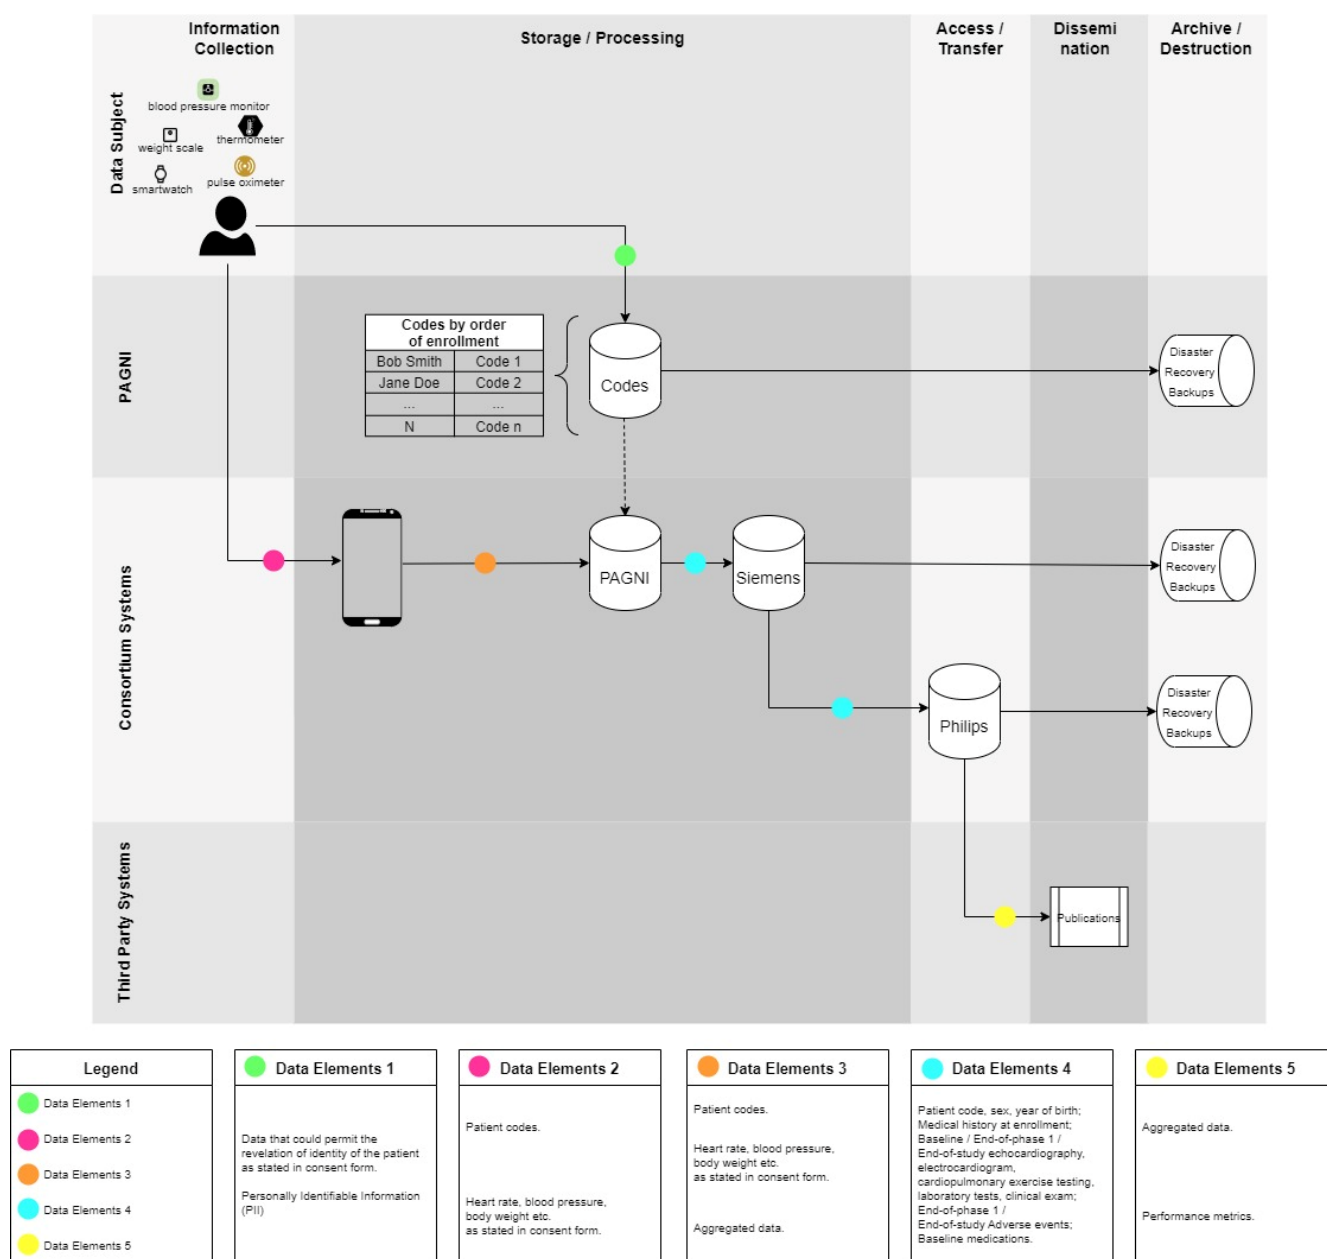 Information
Collection
Storage / Processing
Access /
Transfer
Dissemi
nation
Archive /
Destruction
Data Subject
blood pressure monitor
weight scale
thermometer
smartwatch
pulse oximeter
PAGNI
Codes by order
of enrollment
Bob Smith Code 1
Jane Doe Code 2
... ...
N Code n
Codes
Disaster
Recovery
Backups
Consortium Systems
PAGNI
Siemens
Disaster
Recovery
Backups
Philips
Disaster
Recovery
Backups
Third Party Systems
Publications
Legend
Data Elements 1
Data Elements 2
Data Elements 3
Data Elements 4
Data Elements 5
Data Elements 1
Data that could permit the
revelation of identity of the patient
as stated in consent form.
Personally Identifiable Information
(PII)
Data Elements 2
Patient codes.
Heart rate, blood pressure,
body weight etc.
as stated in consent form.
Data Elements 3
Patient codes.
Heart rate, blood pressure,
body weight etc.
as stated in consent form.
Aggregated data.
Data Elements 4
Patient code, sex, year of birth;
Medical history at enrollment;
Baseline / End-of-phase 1 /
End-of-study echocardiography,
electrocardiogram,
cardiopulmonary exercise testing,
laboratory tests, clinical exam;
End-of-phase 1 /
End-of-study Adverse events;
Baseline medications.
Data Elements 5
Aggregated data.
Performance metrics.